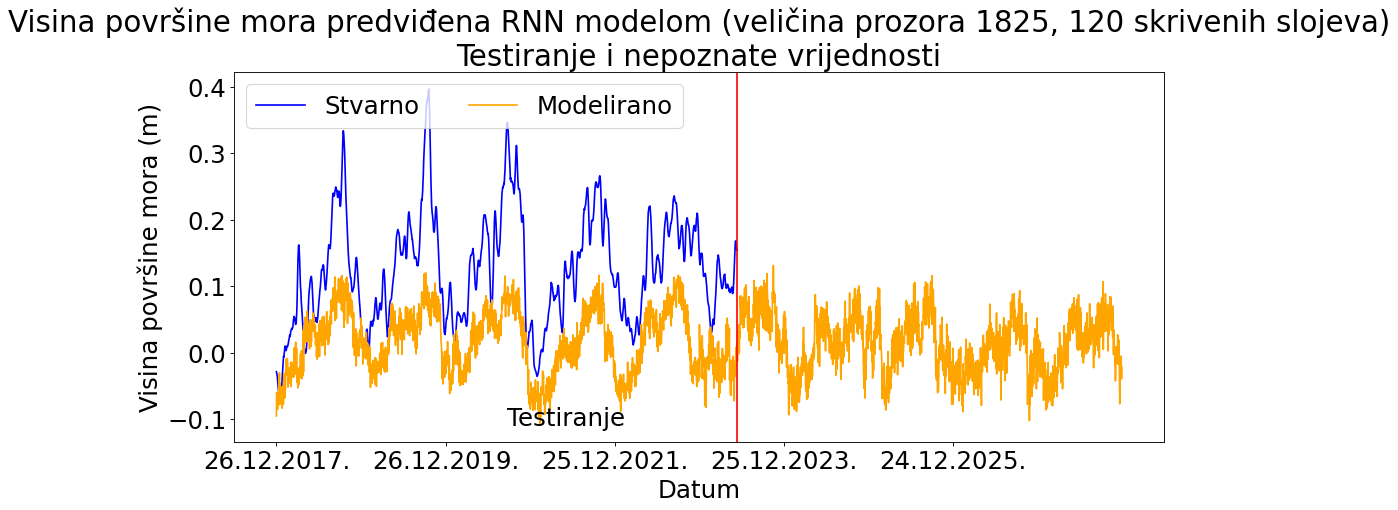 Visina površine mora predviđena RNN modelom (veličina prozora 1825, 120 skrivenih slojeva)
Testiranje i nepoznate vrijednosti
Stvarno Modelirano
Visina površine mora (m)
0.4
0.3
0.2
0.1
0.0
−0.1
Testiranje
26.12.2017. 26.12.2019. 25.12.2021. 25.12.2023. 24.12.2025.
Datum